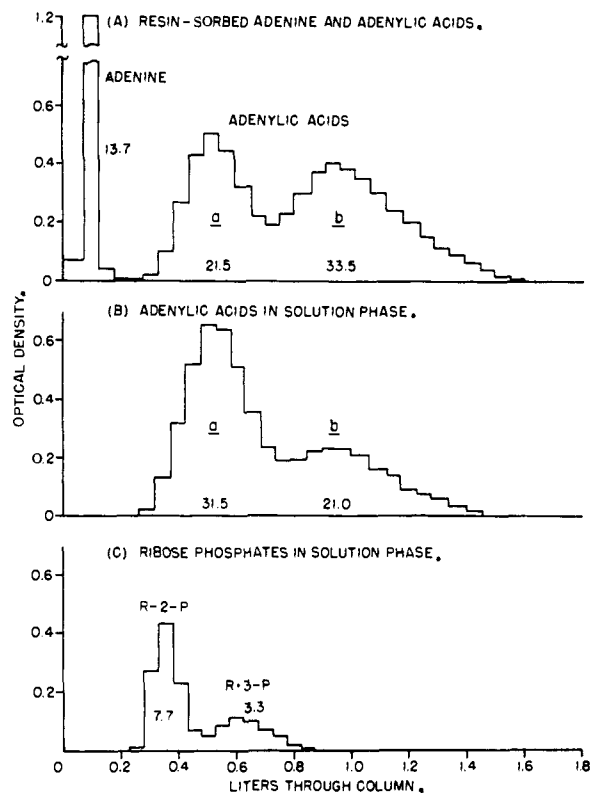 (A) RESIN-SORBED ADENINE AND ADENYLIC ACIDS.
1.2
ADENINE
0.6
ADENYLIC ACIDS
13.7
0.4
0.2
a
b
21.5
33.5
0
(B) ADENYLIC ACIDS IN SOLUTION PHASE.
0.6
OPTICAL DENSITY.
0.4
a
b
0.2
31.5
21.0
0
(C) RIBOSE PHOSPHATES IN SOLUTION PHASE.
0.6
R-2-P
0.4
R-3-P
0.2
7.7
3.3
0 0.2 0.4 0.6 0.8 1.0 1.2 1.4 1.6 1.8
LITERS THROUGH COLUMN.